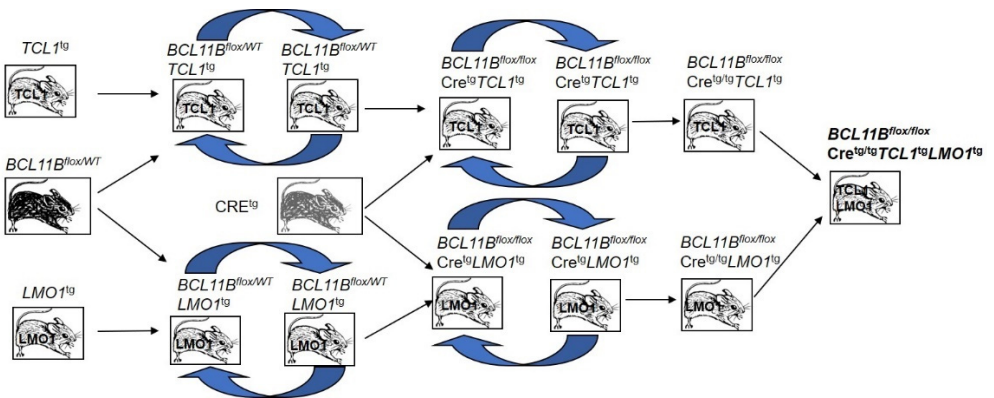 TCL1tg
TCL1
BCL11Bflox/WT
TCL1tg
TCL1
BCL11Bflox/WT
TCL1tg
TCL1
BCL11Bflox/flox
CretgTCL1tg
TCL1
BCL11Bflox/flox
CretgTCL1tg
TCL1
BCL11Bflox/flox
Cretg/tgTCL1tg
TCL1
BCL11Bflox/WT
CREtg
BCL11Bflox/flox
Cretg/tgTCL1tgLMO1tg
TCL1
LMO1
LMO1tg
LMO1
BCL11Bflox/WT
LMO1tg
LMO1
BCL11Bflox/WT
LMO1tg
LMO1
BCL11Bflox/flox
CretgLMO1tg
LMO1
BCL11Bflox/flox
CretgLMO1tg
LMO1
BCL11Bflox/flox
Cretg/tgLMO1tg
LMO1